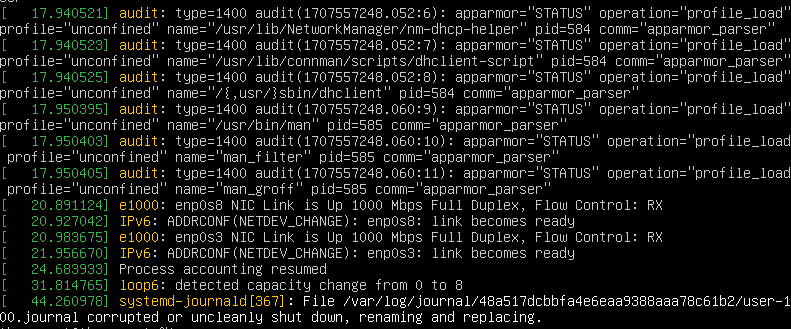 [   17.940521] audit: type=1400 audit(1707557248.052:6): apparmor="STATUS" operation="profile_load"
profile="unconfined" name="/usr/lib/NetworkManager/nm-dhcp-helper" pid=584 comm="apparmor_parser"
[   17.940523] audit: type=1400 audit(1707557248.052:7): apparmor="STATUS" operation="profile_load"
profile="unconfined" name="/usr/lib/connman/scripts/dhclient-script" pid=584 comm="apparmor_parser"
[   17.940525] audit: type=1400 audit(1707557248.052:8): apparmor="STATUS" operation="profile_load"
profile="unconfined" name="/{,usr/}sbin/dhclient" pid=584 comm="apparmor_parser"
[   17.950395] audit: type=1400 audit(1707557248.060:9): apparmor="STATUS" operation="profile_load"
profile="unconfined" name="/usr/bin/man" pid=585 comm="apparmor_parser"
[   17.950403] audit: type=1400 audit(1707557248.060:10): apparmor="STATUS" operation="profile_load
 profile="unconfined" name="man_filter" pid=585 comm="apparmor_parser"
[   17.950405] audit: type=1400 audit(1707557248.060:11): apparmor="STATUS" operation="profile_load
 profile="unconfined" name="man_groff" pid=585 comm="apparmor_parser"
[   20.891124] e1000: enp0s8 NIC Link is Up 1000 Mbps Full Duplex, Flow Control: RX
[   20.927042] IPv6: ADDRCONF(NETDEV_CHANGE): enp0s8: link becomes ready
[   20.983675] e1000: enp0s3 NIC Link is Up 1000 Mbps Full Duplex, Flow Control: RX
[   21.956670] IPv6: ADDRCONF(NETDEV_CHANGE): enp0s3: link becomes ready
[   24.683933] Process accounting resumed
[   31.814765] loop6: detected capacity change from 0 to 8
[   44.260978] systemd-journald[367]: File /var/log/journal/48a517dcbbfa4e6eaa9388aaa78c61b2/user-1
00.journal corrupted or uncleanly shut down, renaming and replacing.